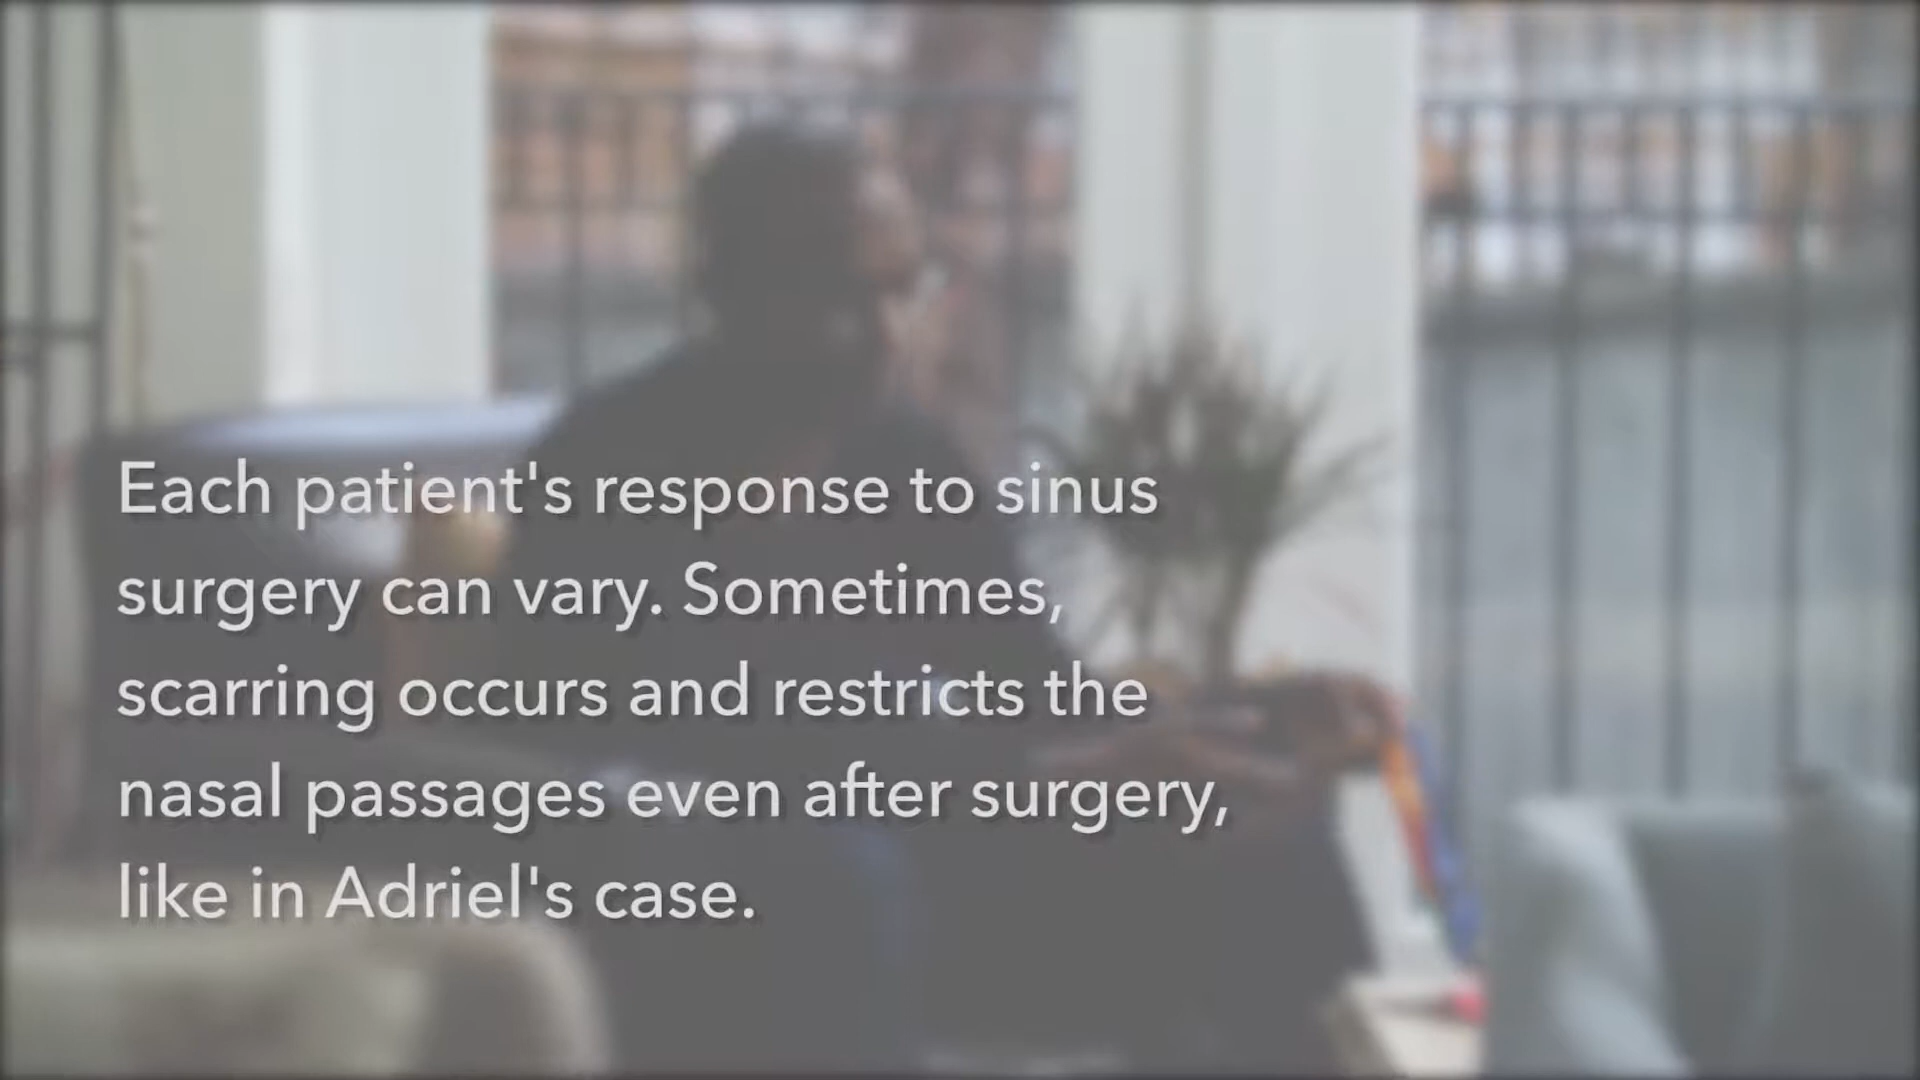 Each patient's response to sinus
surgery can vary. Sometimes,
scarring occurs and restricts the
nasal passages even after surgery,
like in Adriel's case.